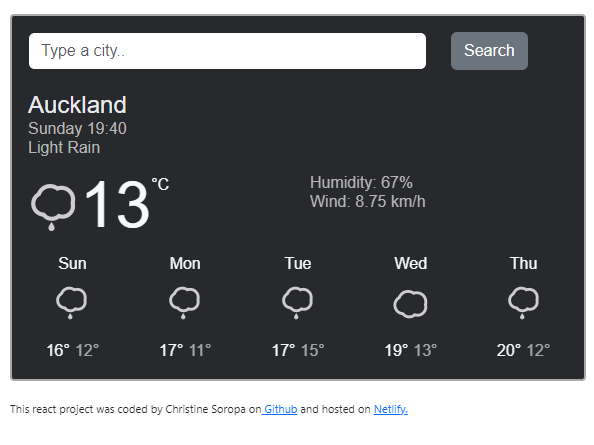 Type a city..
Search
Auckland
Sunday 19:40
Light Rain
13 °C
Humidity: 67%
Wind: 8.75 km/h
Sun Mon Tue Wed Thu
16° 12° 17° 11° 17° 15° 19° 13° 20° 12°
This react project was coded by Christine Soropa on Github and hosted on Netlify.